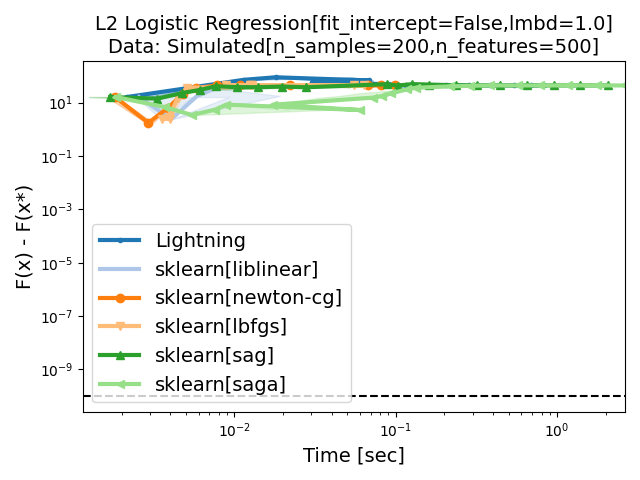 L2 Logistic Regression[fit_intercept=False,lmbd=1.0]
Data: Simulated[n_samples=200,n_features=500]
F(x) - F(x*)
10^1
10^-1
10^-3
10^-5
10^-7
10^-9
Lightning
sklearn[liblinear]
sklearn[newton-cg]
sklearn[lbfgs]
sklearn[sag]
sklearn[saga]
10^-2
10^-1
10^0
Time [sec]